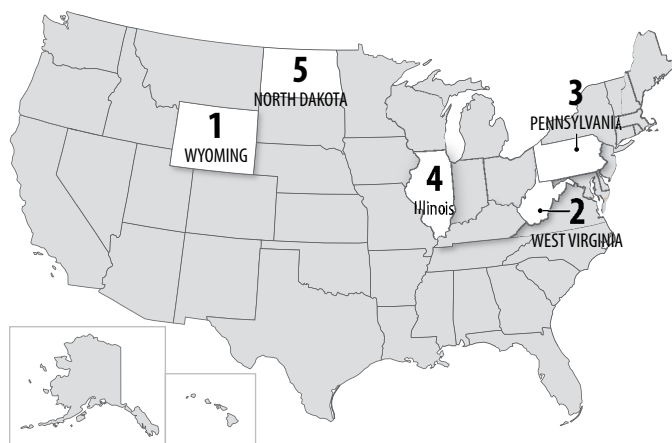 5
NORTH DAKOTA
3
PENNSYLVANIA
1
WYOMING
4
Illinois
2
WEST VIRGINIA